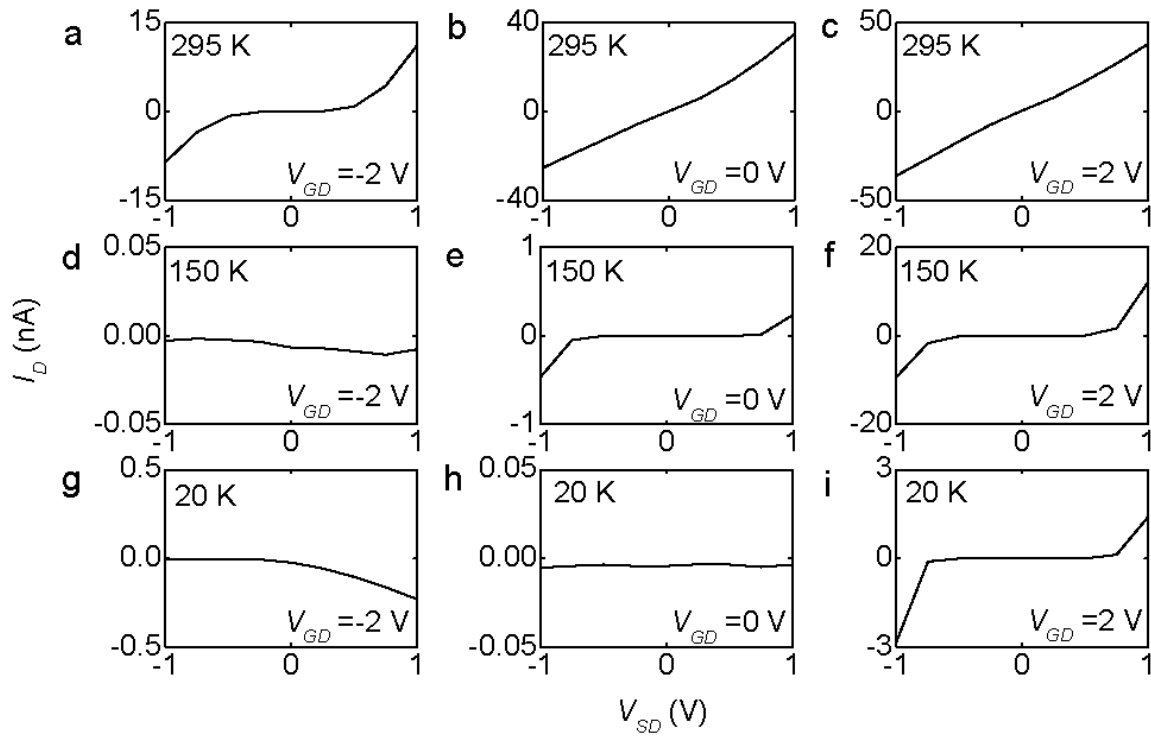 a
15
295 K
0
V_GD =-2 V
-15
-1
0
1
b
40
295 K
0
V_GD =0 V
-40
-1
0
1
c
50
295 K
0
V_GD =2 V
-50
-1
0
1
d
0.05
150 K
0.00
V_GD =-2 V
-0.05
-1
0
1
e
1
150 K
0
V_GD =0 V
-1
-1
0
1
f
20
150 K
0
V_GD =2 V
-20
-1
0
1
I_D (nA)
g
0.5
20 K
0.0
V_GD =-2 V
-0.5
-1
0
1
h
0.05
20 K
0.00
V_GD =0 V
-0.05
-1
0
1
i
3
20 K
0
V_GD =2 V
-3
-1
0
1
V_SD (V)